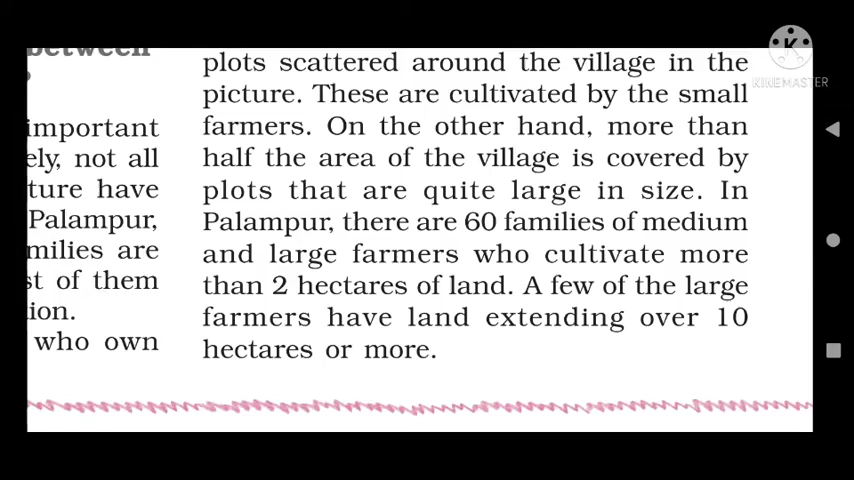 between
important
ely, not all
ture have
Palampur,
milies are
st of them
ion.
who own
plots scattered around the village in the
picture. These are cultivated by the small
farmers. On the other hand, more than
half the area of the village is covered by
plots that are quite large in size. In
Palampur, there are 60 families of medium
and large farmers who cultivate more
than 2 hectares of land. A few of the large
farmers have land extending over 10
hectares or more.
K
KINEMASTER